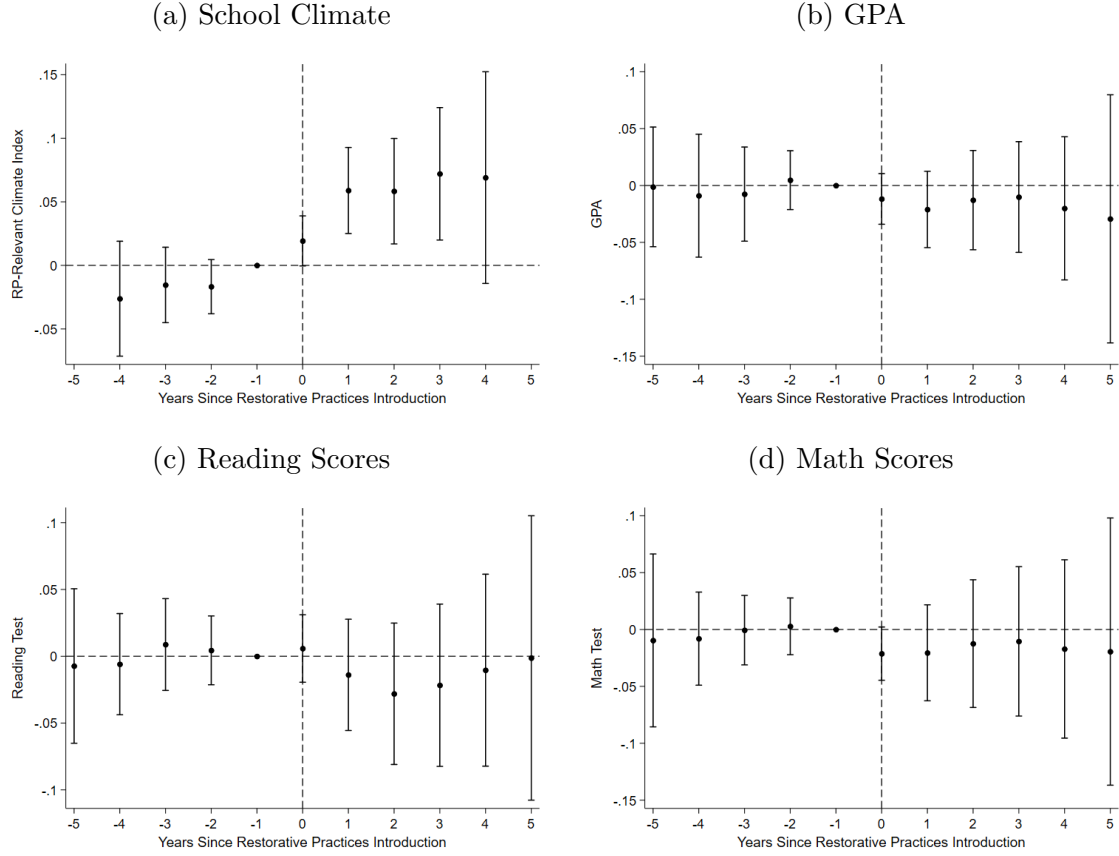 (a) School Climate
.15
.1
.05
0
-.05
RP-Relevant Climate Index
-5 -4 -3 -2 -1 0 1 2 3 4 5
Years Since Restorative Practices Introduction
(b) GPA
.1
.05
0
-.05
-.1
-.15
GPA
-5 -4 -3 -2 -1 0 1 2 3 4 5
Years Since Restorative Practices Introduction
(c) Reading Scores
.1
.05
0
-.05
-.1
Reading Test
-5 -4 -3 -2 -1 0 1 2 3 4 5
Years Since Restorative Practices Introduction
(d) Math Scores
.1
.05
0
-.05
-.1
-.15
Math Test
-5 -4 -3 -2 -1 0 1 2 3 4 5
Years Since Restorative Practices Introduction